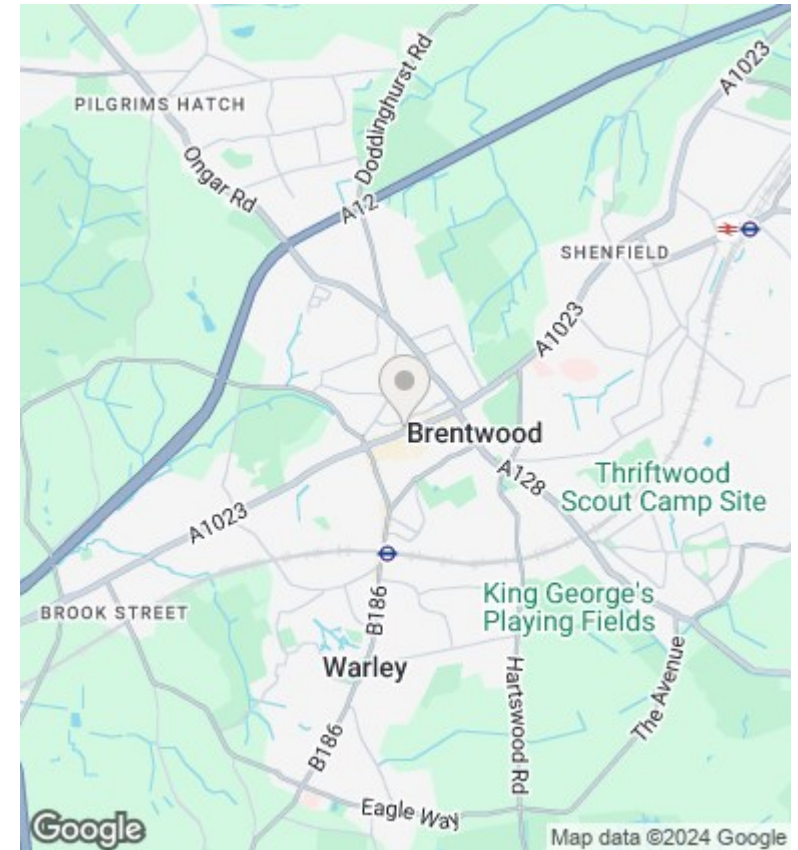 A1023
Doddinghurst Rd
PILGRIMS HATCH
Ongar Rd
A12
SHENFIELD
A1023
Brentwood
A128
Thriftwood
Scout Camp Site
A1023
BROOK STREET
B186
King George's
Playing Fields
Warley
Hartswood Rd
The Avenue
B186
Eagle Way
Google
Map data ©2024 Google